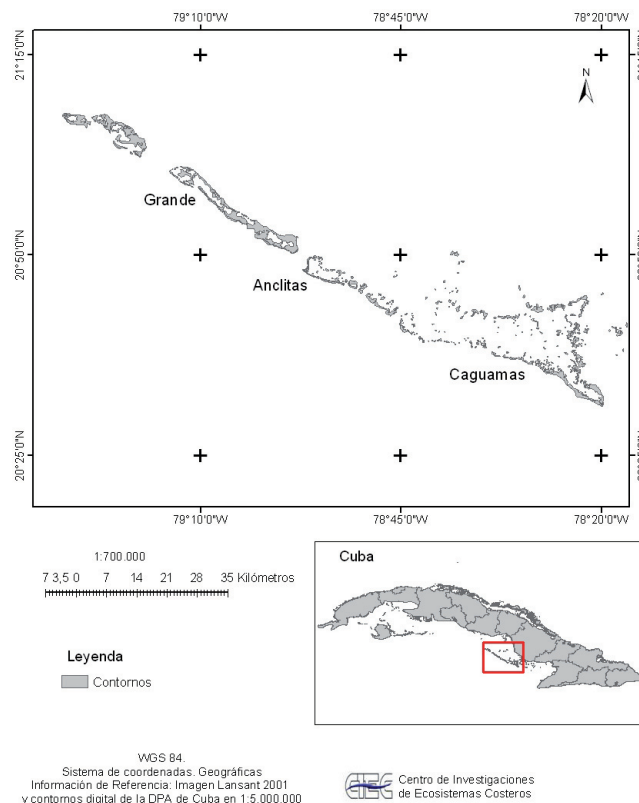 79°10'0"W 78°45'0"W 78°20'0"W
21°15'0"N
N
Grande
20°50'0"N
Anclitas
Caguamas
20°25'0"N
79°10'0"W 78°45'0"W 78°20'0"W
1:700.000
7 3,5 0 7 14 21 28 35 Kilómetros
Cuba
Leyenda
Contornos
WGS 84.
Sistema de coordenadas. Geográficas
Información de Referencia: Imagen Lansant 2001
y contornos digital de la DPA de Cuba en 1:5.000.000
CIEC
Centro de Investigaciones
de Ecosistemas Costeros